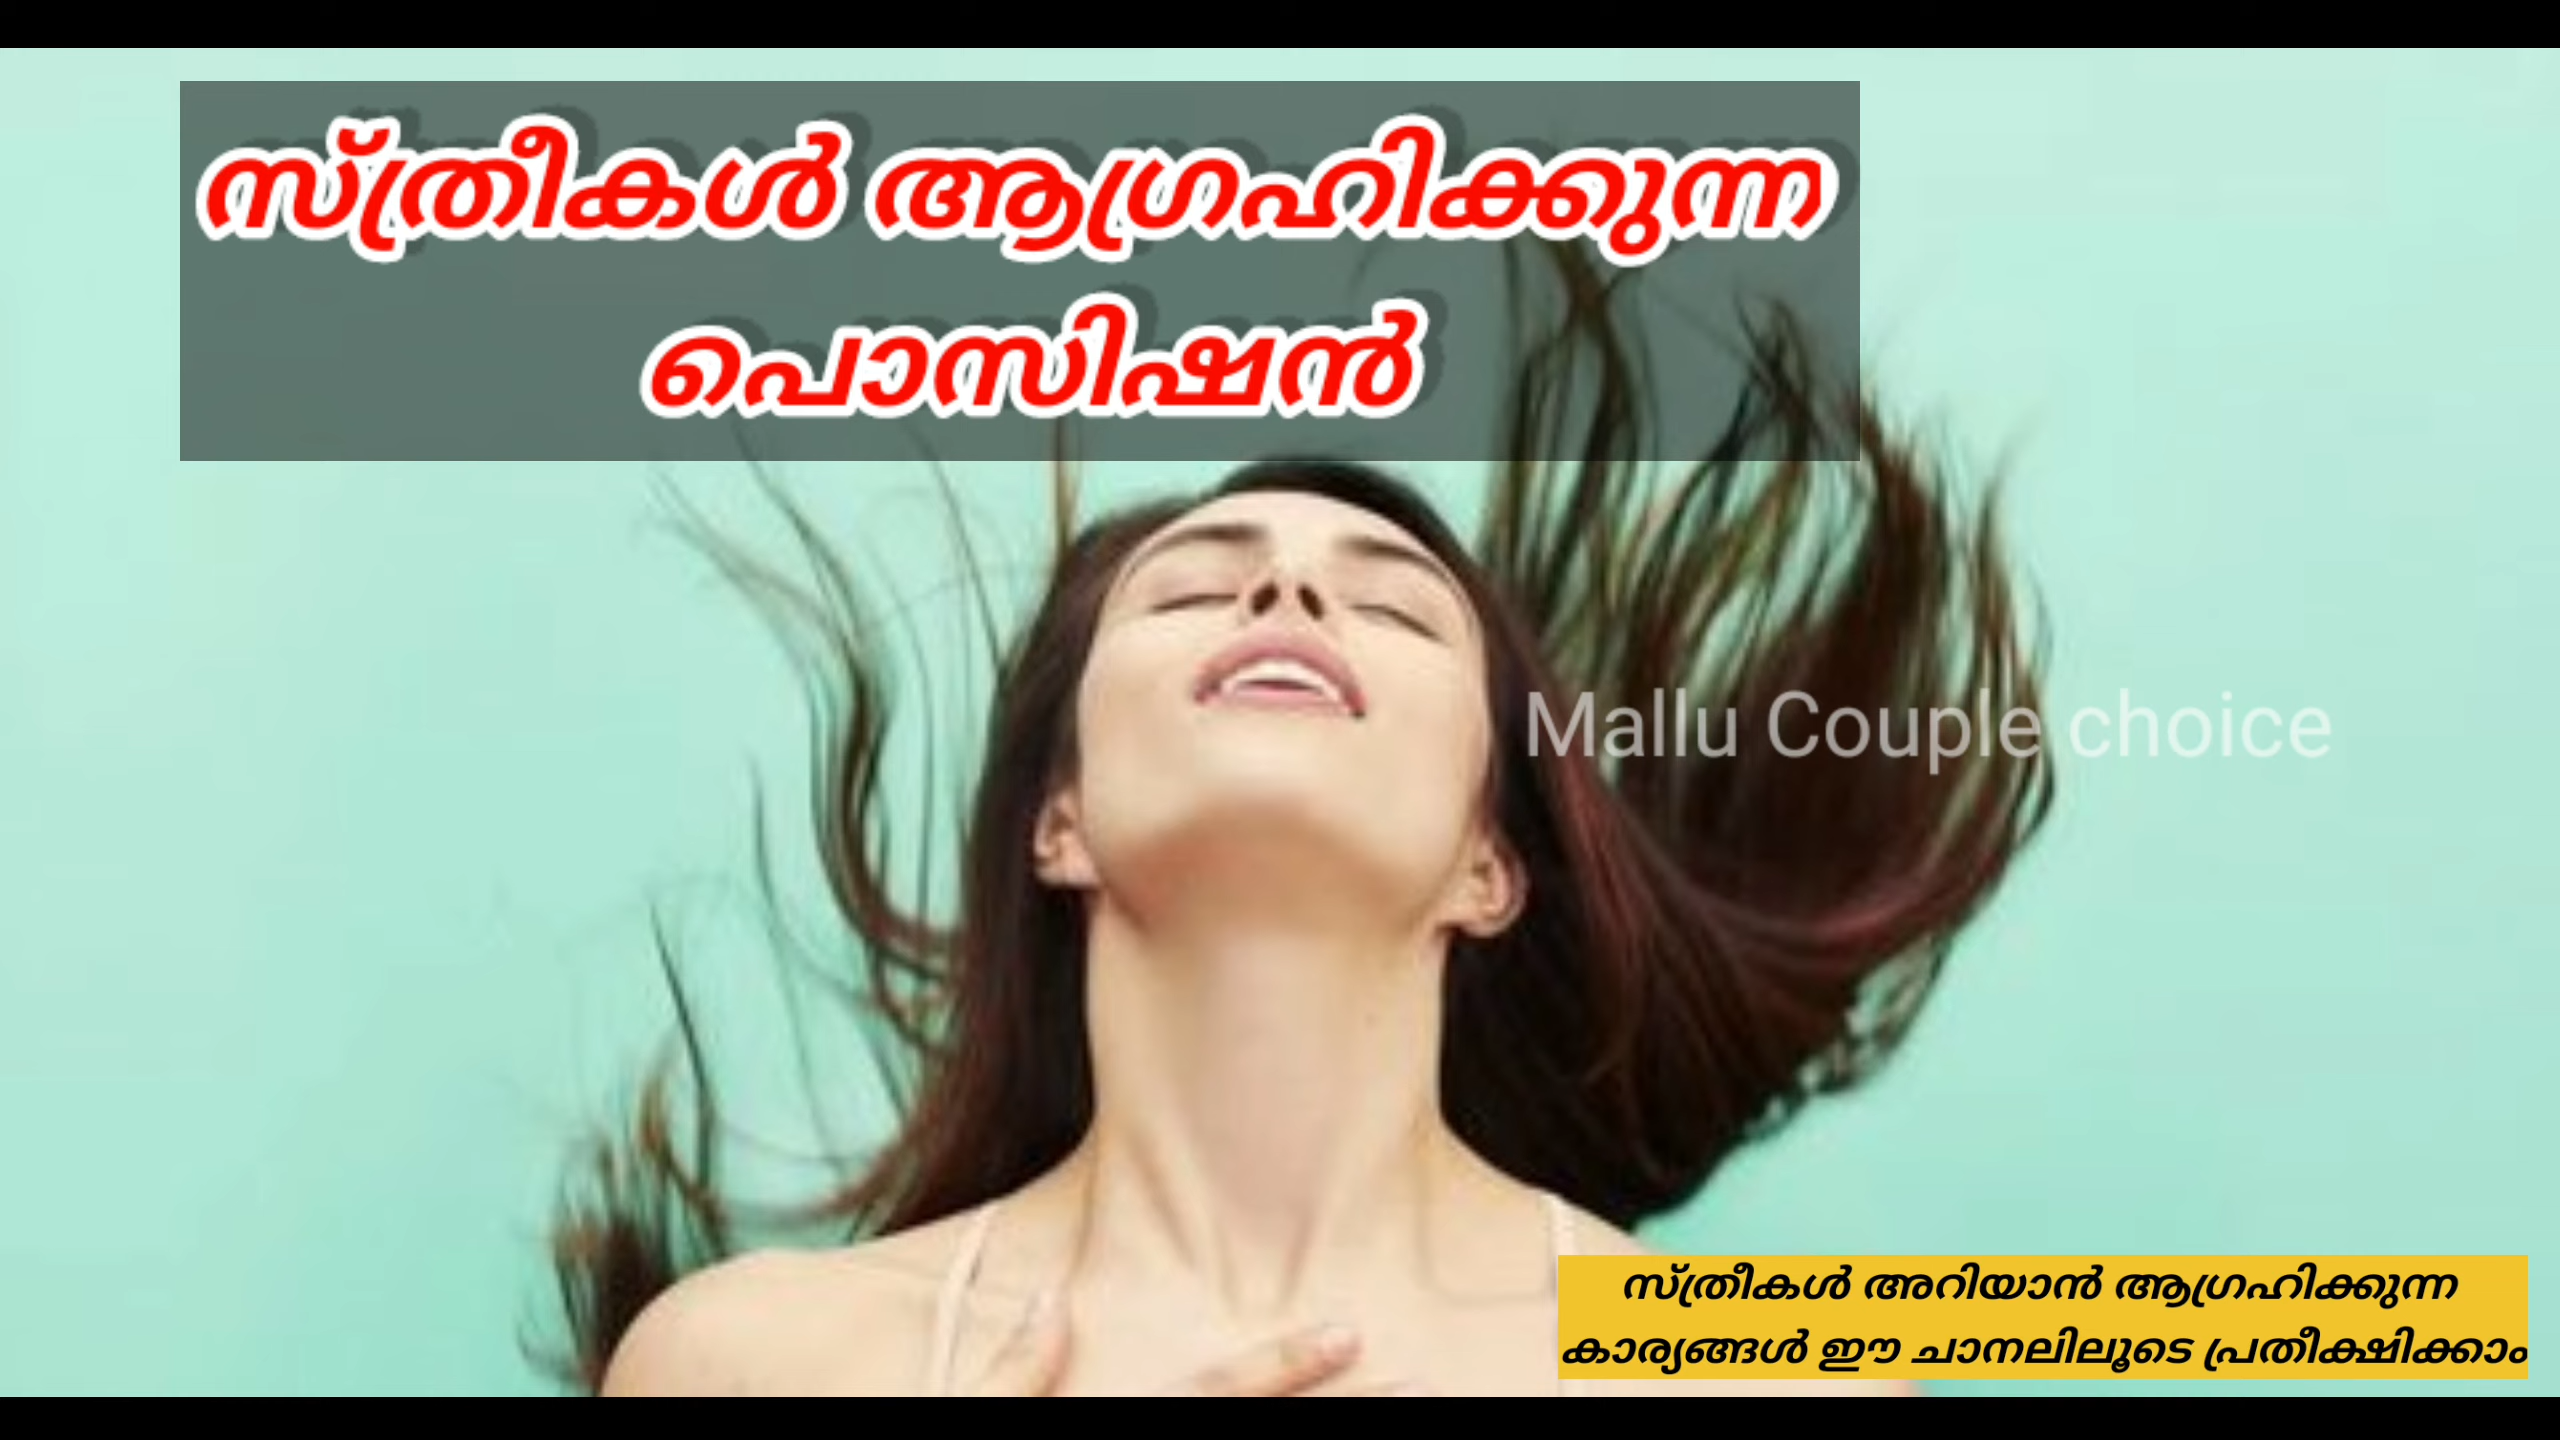 സ്ത്രീകൾ ആഗ്രഹിക്കുന്ന
പൊസിഷൻ
Mallu Couple choice
സ്ത്രീകൾ അറിയാൻ ആഗ്രഹിക്കുന്ന
കാര്യങ്ങൾ ഈ ചാനലിലൂടെ പ്രതീക്ഷിക്കാം